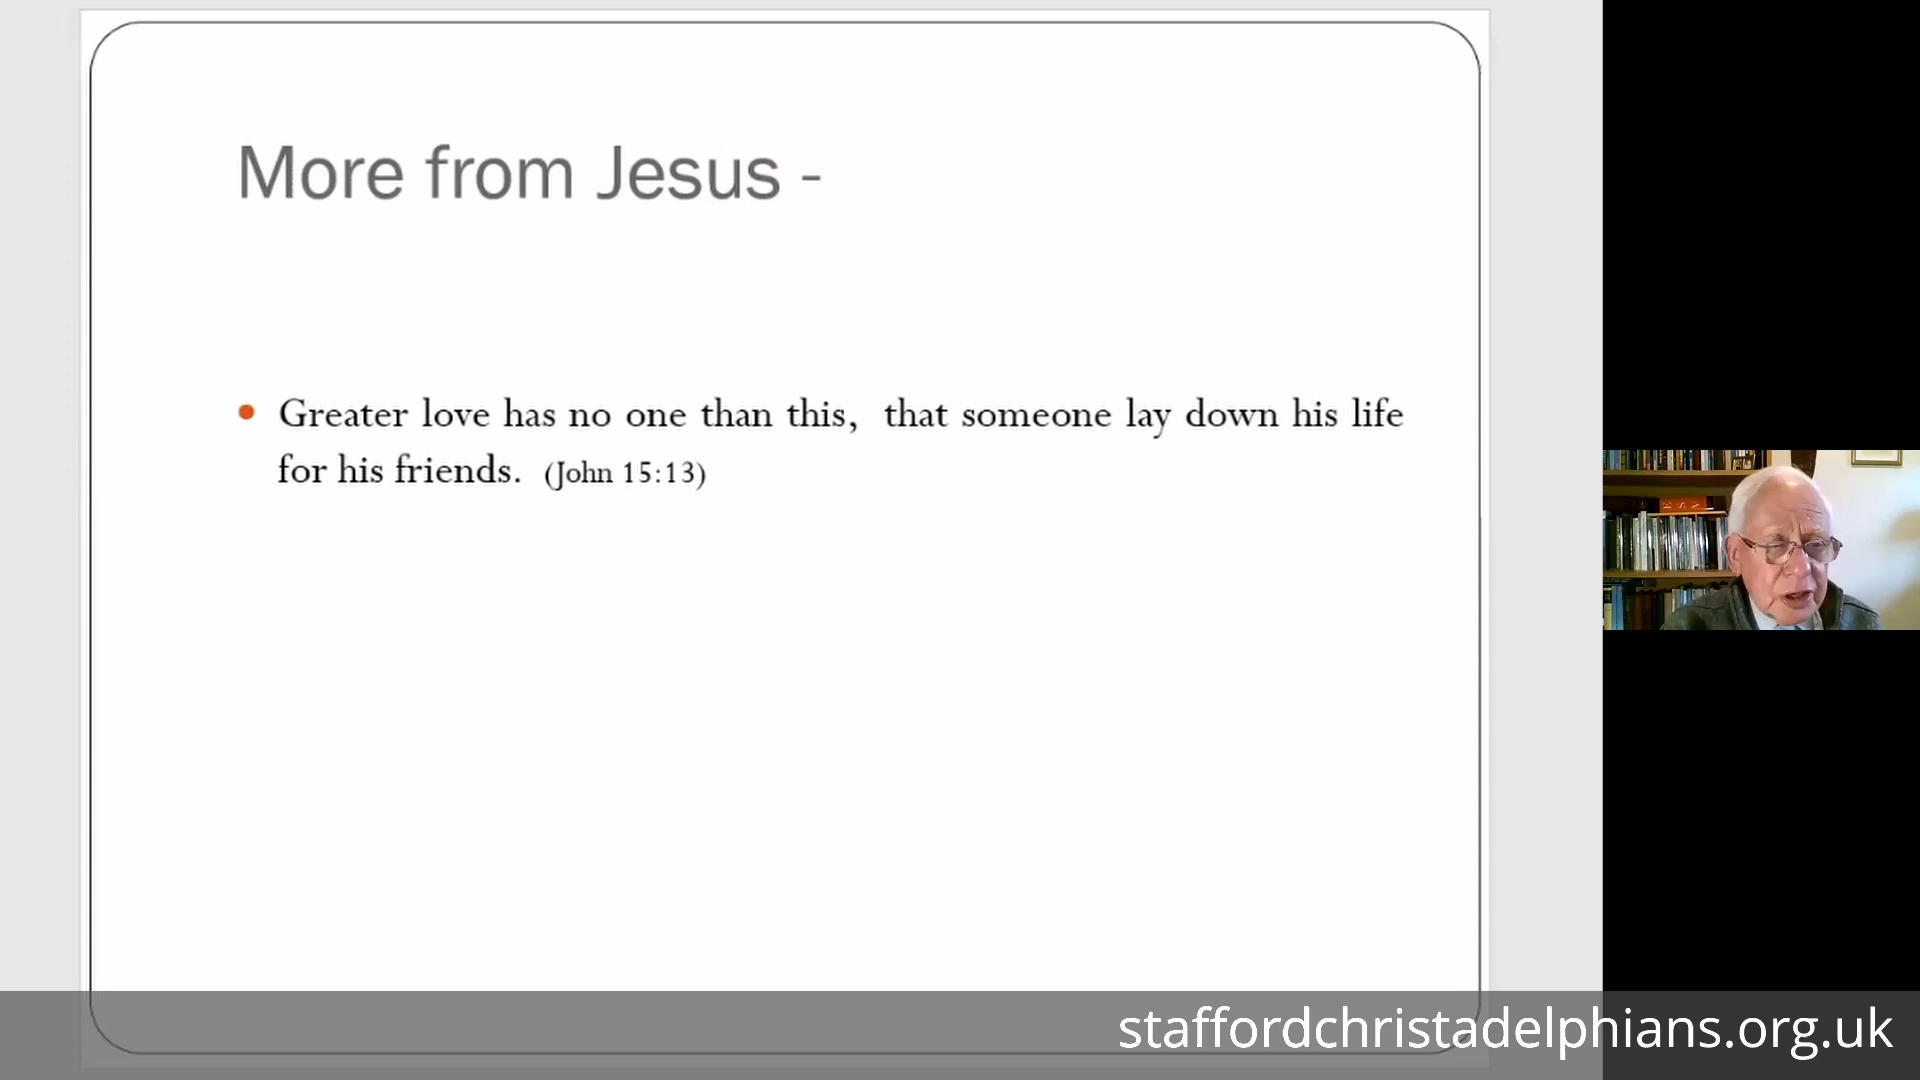 More from Jesus -
• Greater love has no one than this,  that someone lay down his life
for his friends.  (John 15:13)
staffordchristadelphians.org.uk